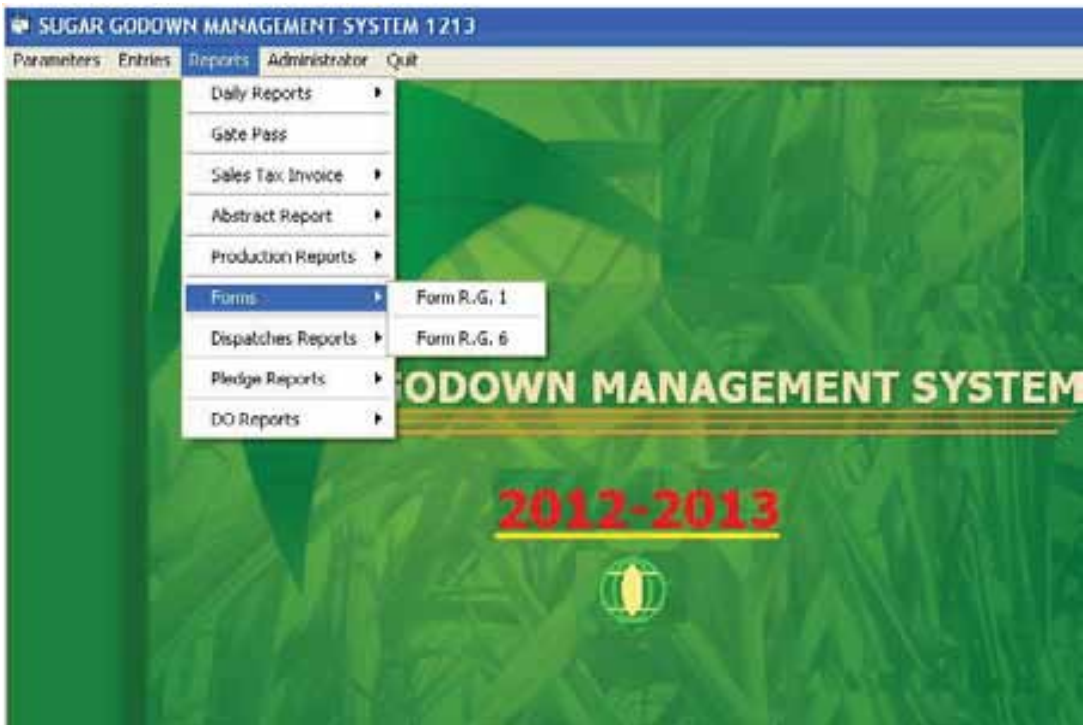 SUGAR GODOWN MANAGEMENT SYSTEM 1213
Parameters Entries Reports Administrator Quit
Daily Reports
Gate Pass
Sales Tax Invoice
Abstract Report
Production Reports
Forms
Form R.G. 1
Dispatches Reports
Form R.G. 6
Pledge Reports
DO Reports
ODOWN MANAGEMENT SYSTEM
2012-2013